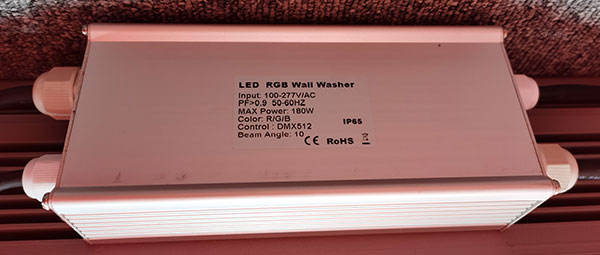 LED RGB Wall Washer
Input: 100-277V/AC
PF>0.9 50-60HZ
MAX Power: 180W
Color: R/G/B
IP65
Control : DMX512
Beam Angle: 10
CE RoHS